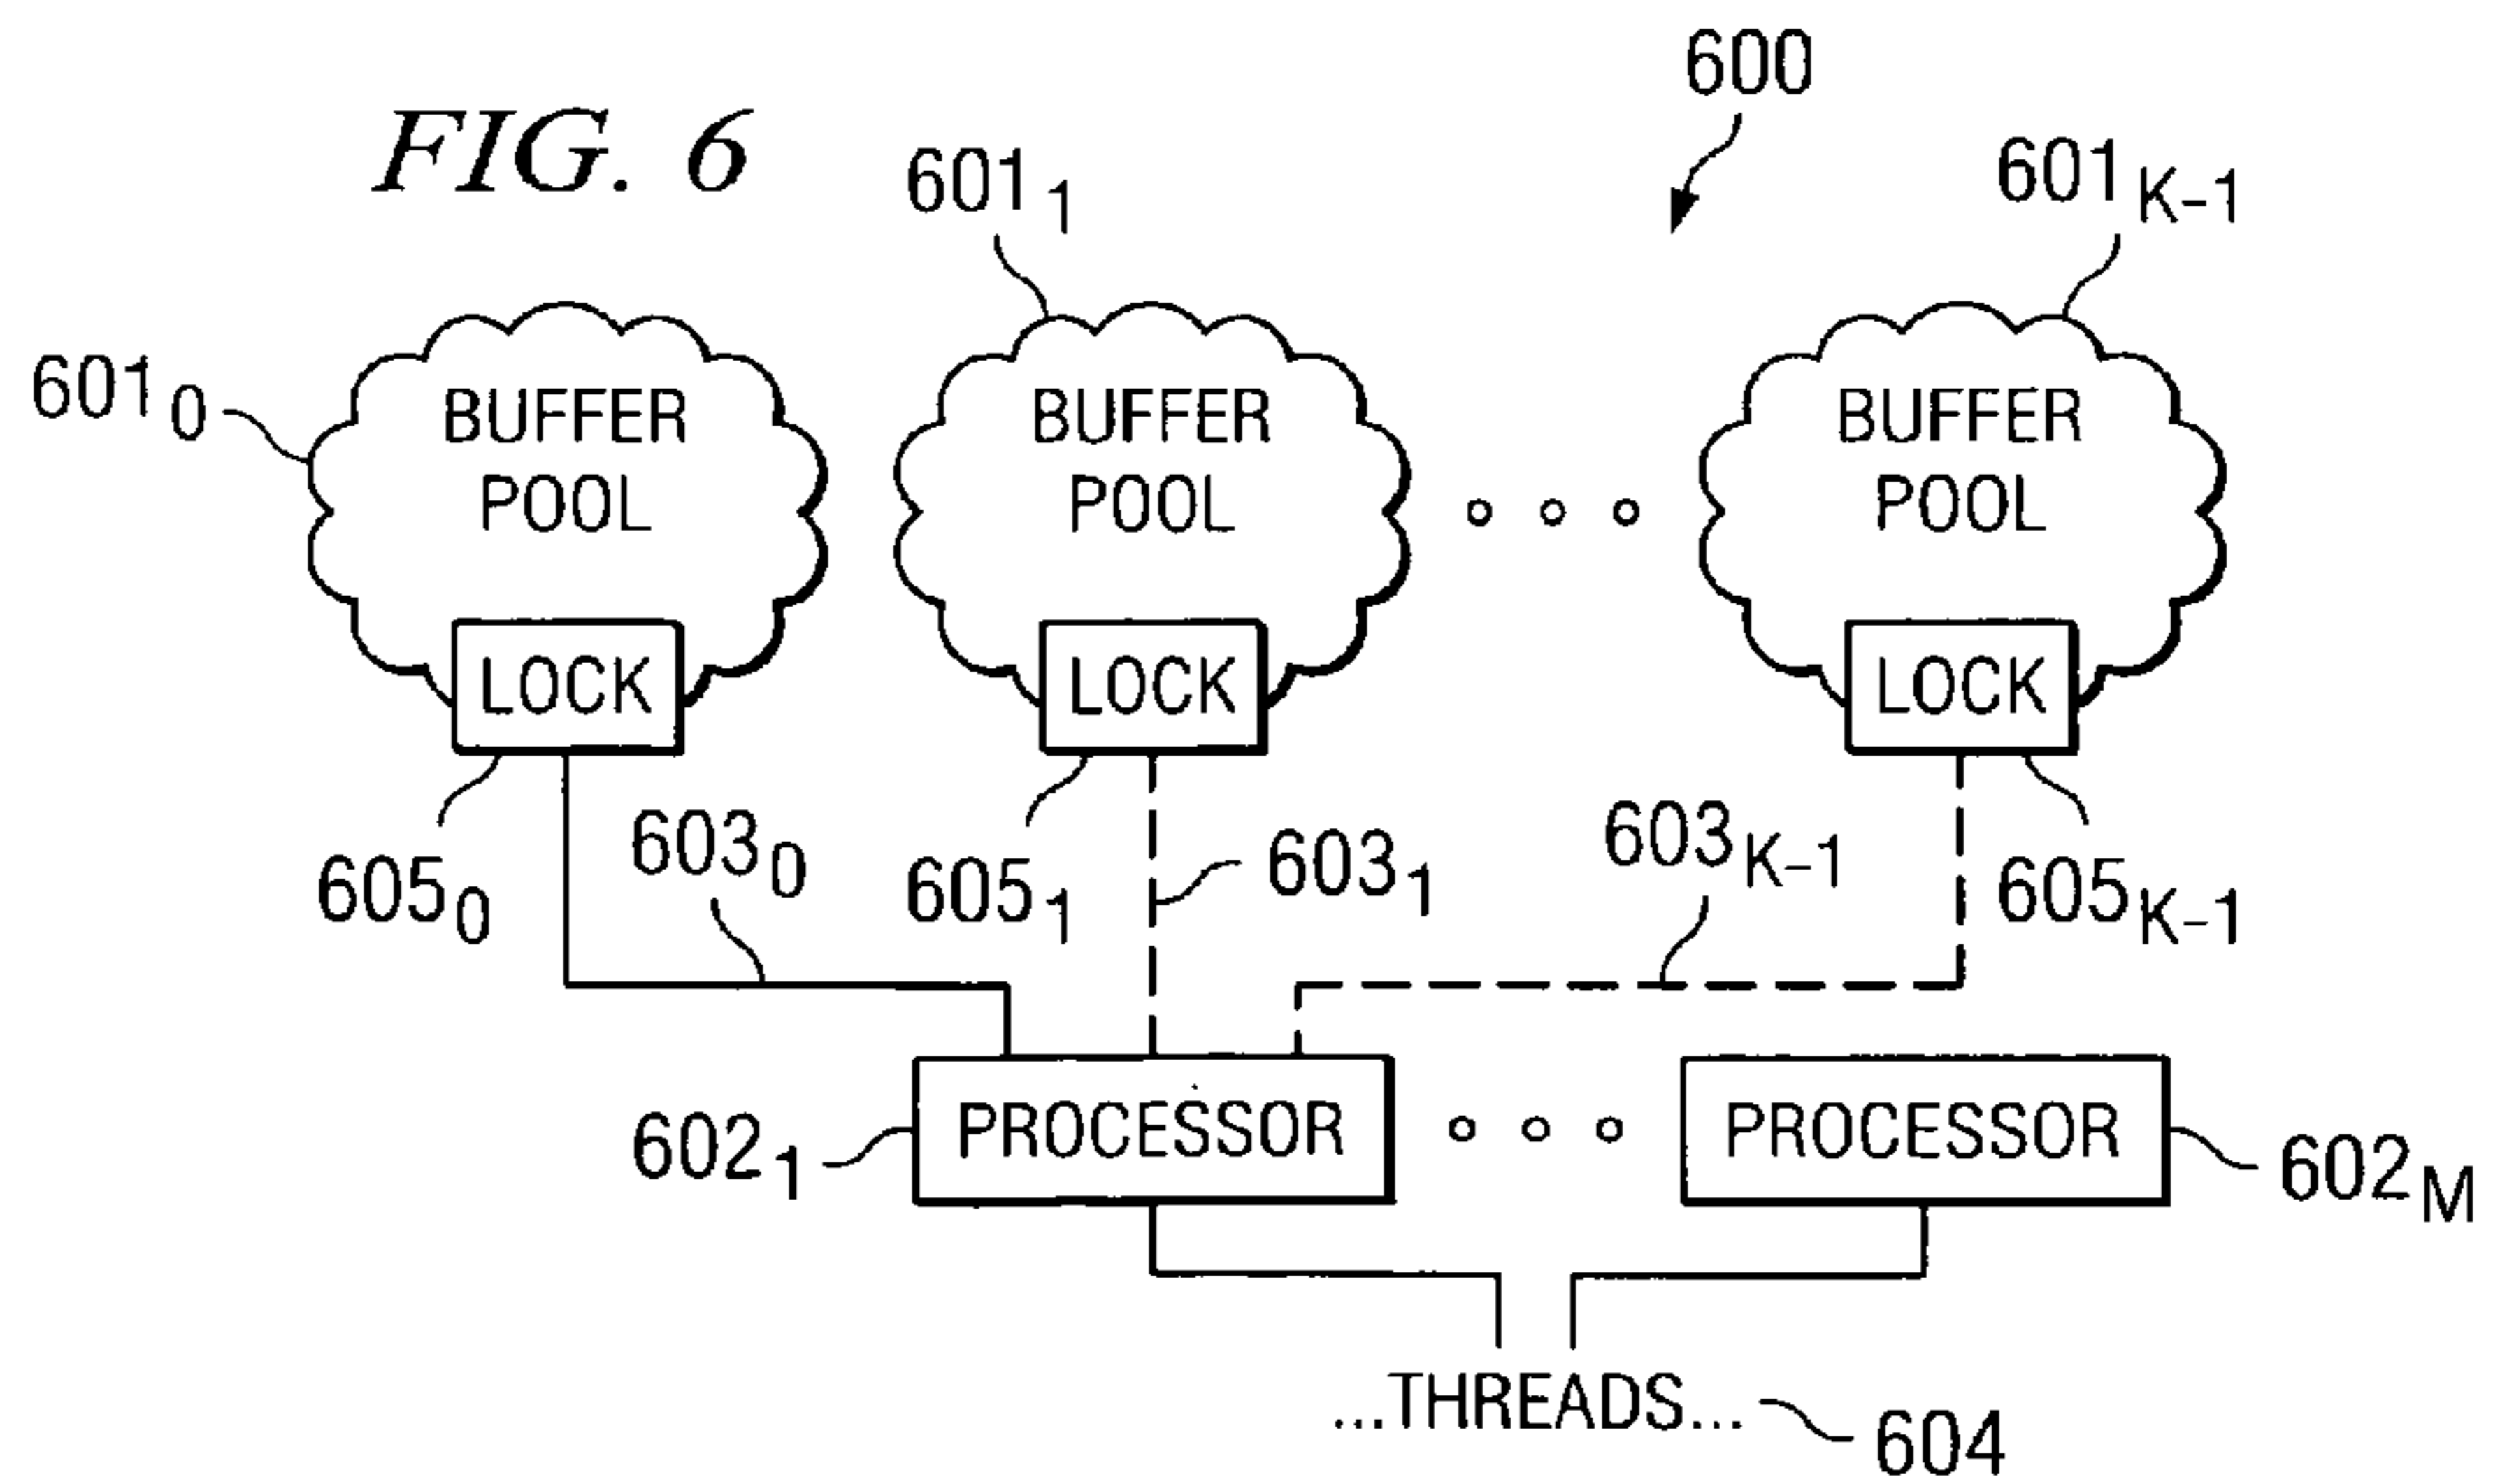 FIG. 6
600
601₁
601K-1
601₀
BUFFER POOL
BUFFER POOL
BUFFER POOL
LOCK
LOCK
LOCK
605₀
603₀
605₁
603₁
603K-1
605K-1
602₁
PROCESSOR
PROCESSOR
602M
...THREADS...
604